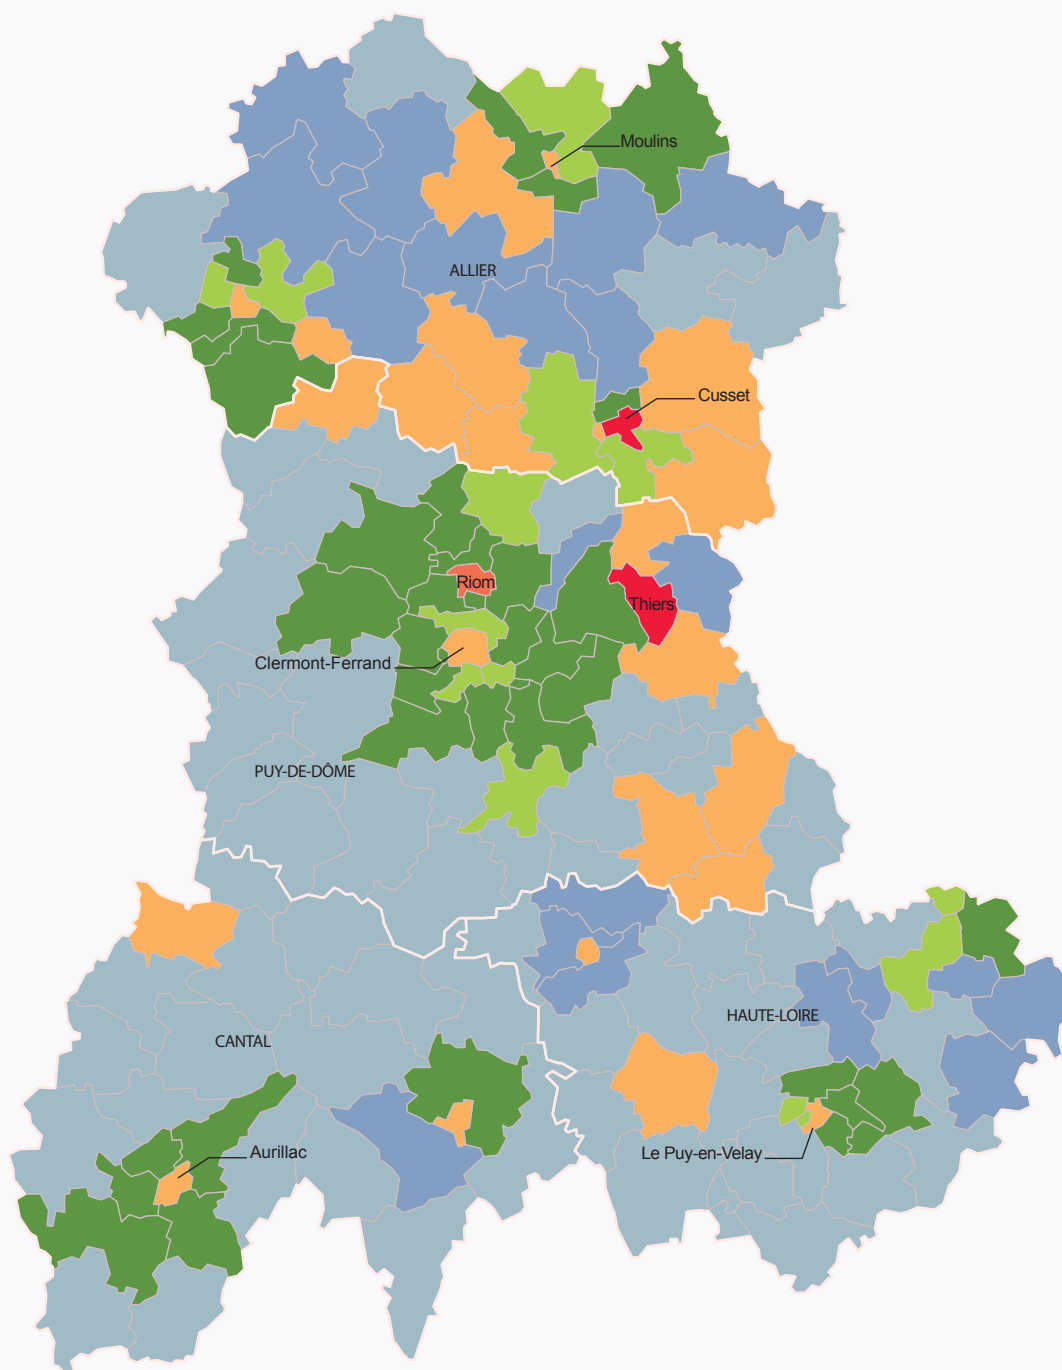 Moulins
ALLIER
Cusset
Riom
Thiers
Clermont-Ferrand
PUY-DE-DÔME
HAUTE-LOIRE
CANTAL
Aurillac
Le Puy-en-Velay